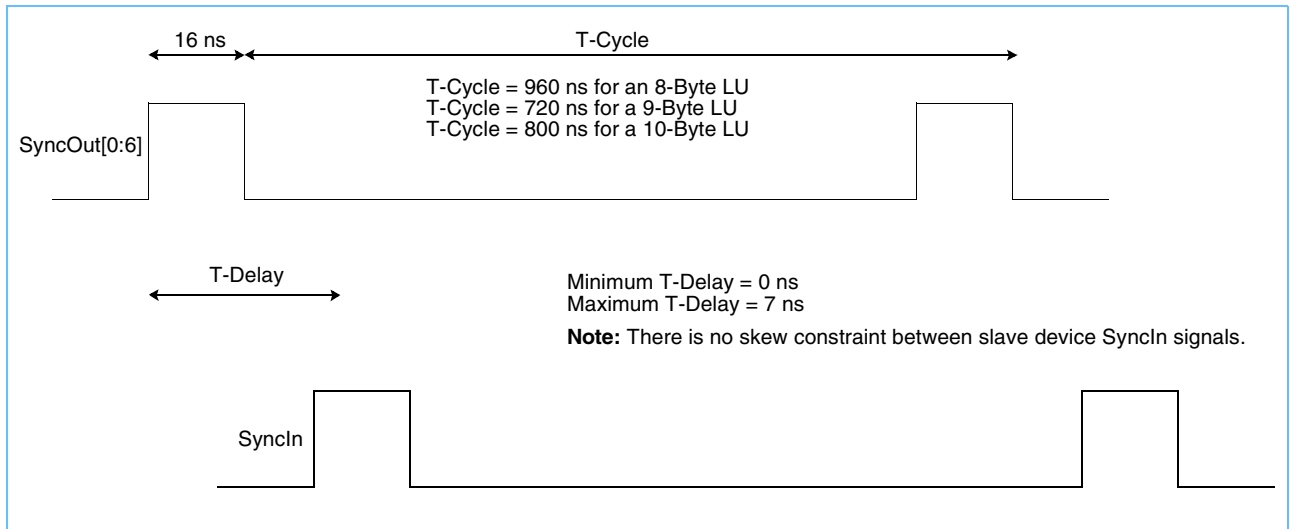 16 ns
T-Cycle
T-Cycle = 960 ns for an 8-Byte LU
T-Cycle = 720 ns for a 9-Byte LU
T-Cycle = 800 ns for a 10-Byte LU
SyncOut[0:6]
T-Delay
Minimum T-Delay = 0 ns
Maximum T-Delay = 7 ns
Note: There is no skew constraint between slave device SyncIn signals.
SyncIn